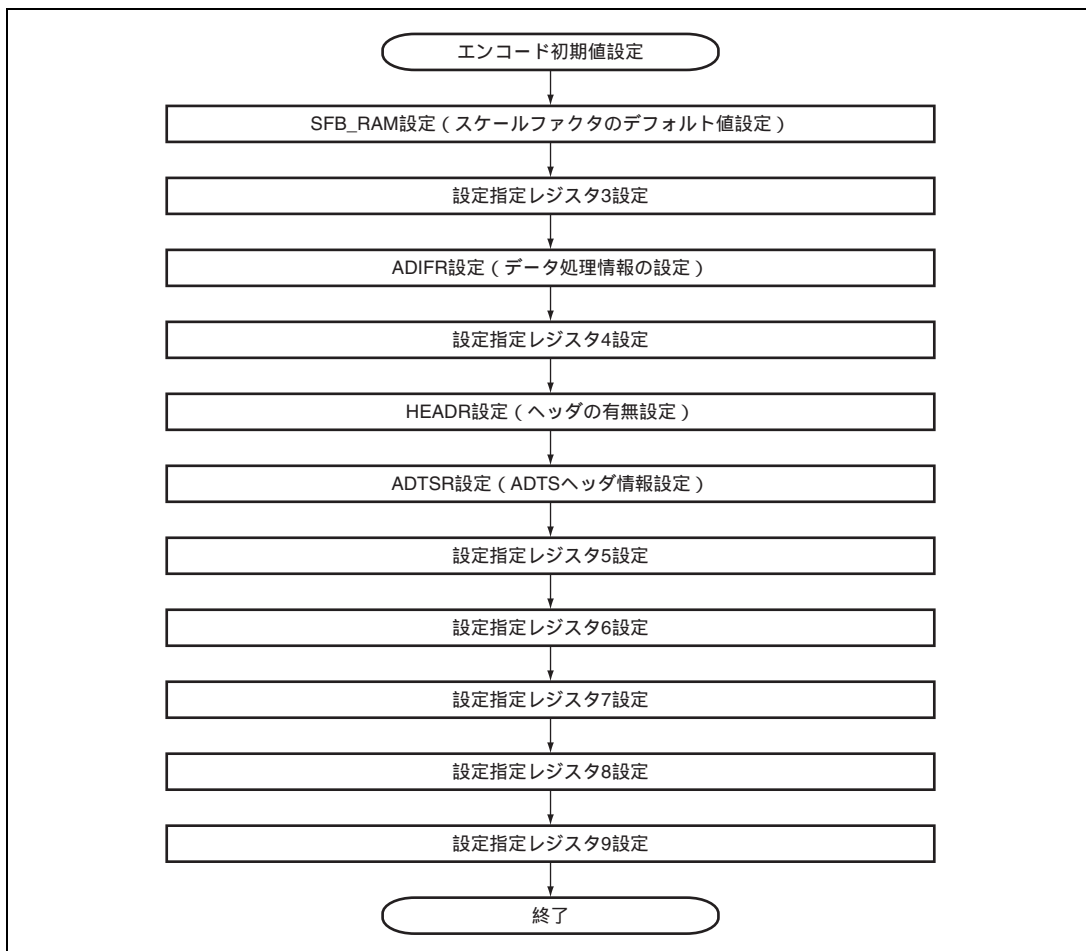 エンコード初期値設定
SFB_RAM設定（スケールファクタのデフォルト値設定）
設定指定レジスタ3設定
ADIFR設定（データ処理情報の設定）
設定指定レジスタ4設定
HEADR設定（ヘッダの有無設定）
ADTSR設定（ADTSヘッダ情報設定）
設定指定レジスタ5設定
設定指定レジスタ6設定
設定指定レジスタ7設定
設定指定レジスタ8設定
設定指定レジスタ9設定
終了